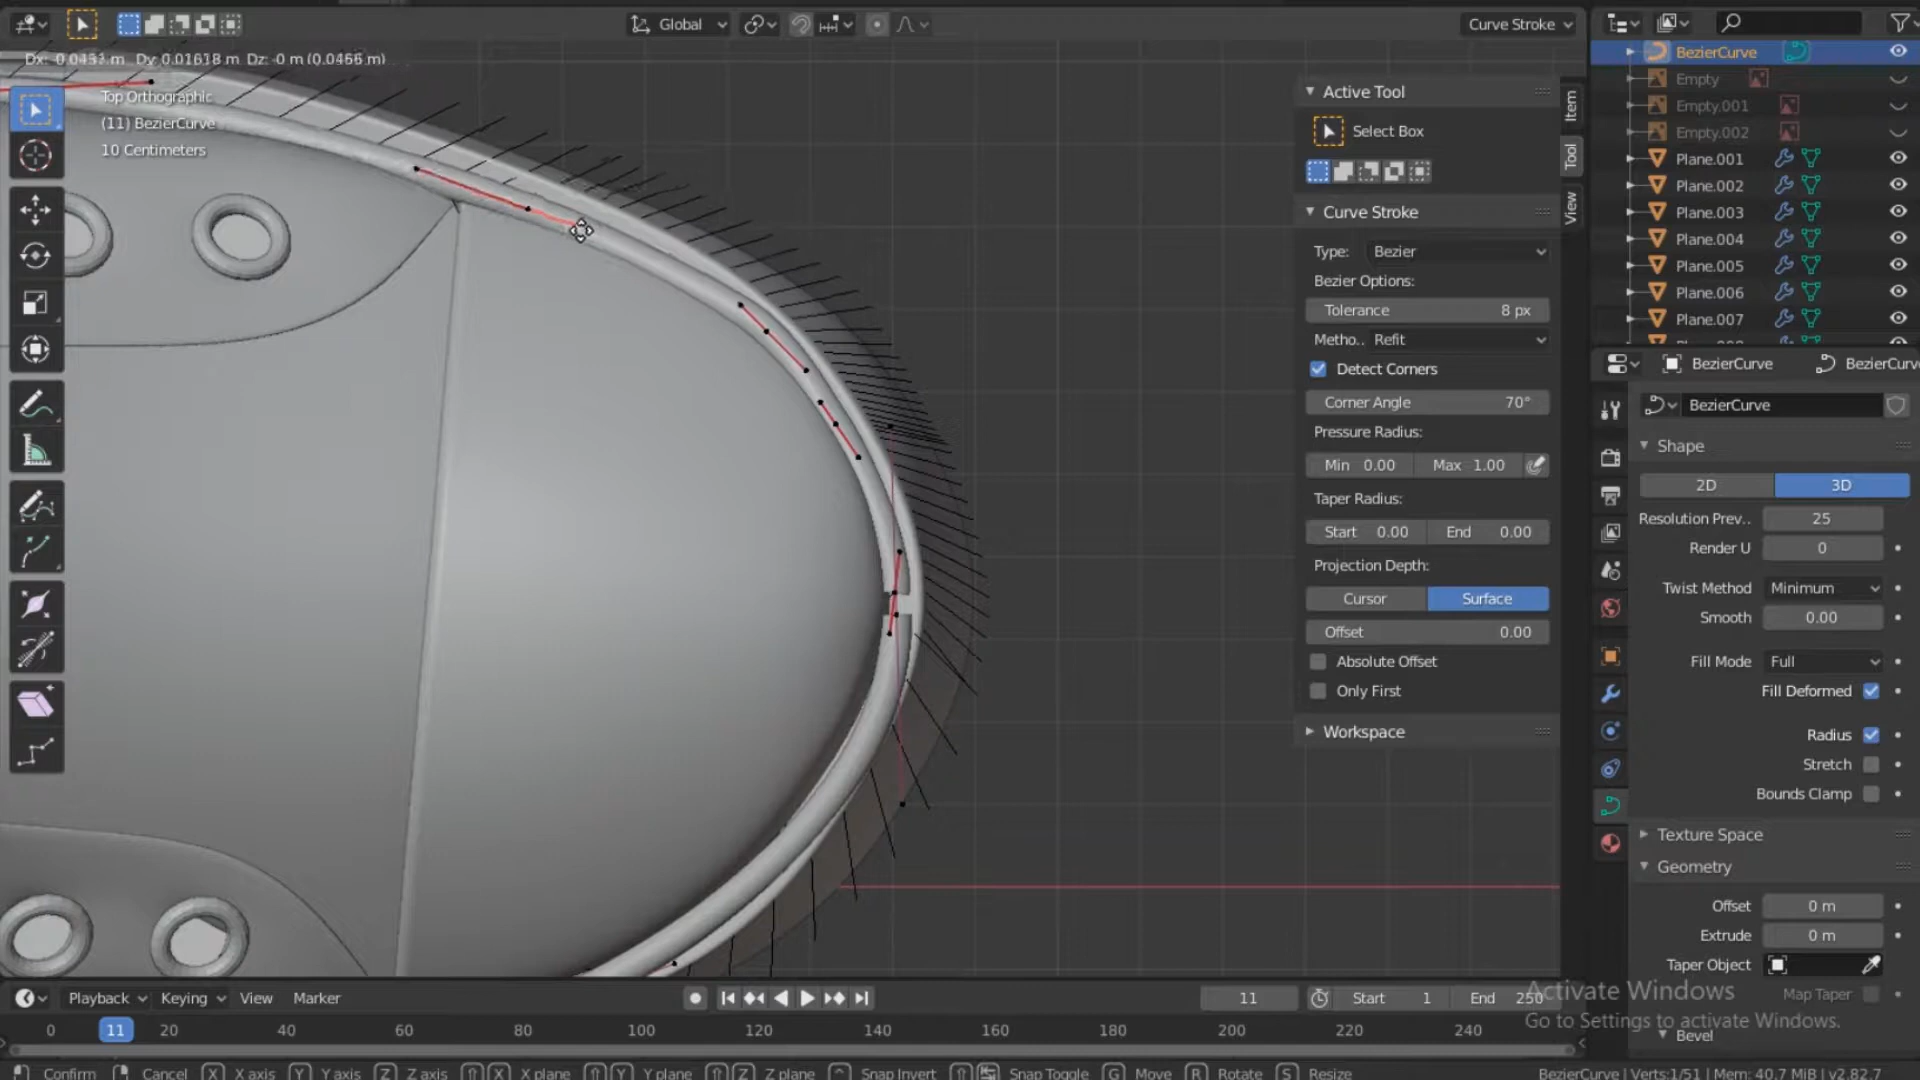 Global
Curve Stroke
Dx: -0.0437 m Dy: 0.01618 m Dz: -0 m (0.0466 m)
Top Orthographic
(11) BezierCurve
10 Centimeters
Active Tool
Select Box
Curve Stroke
Type: Bezier
Bezier Options:
Tolerance 8 px
Metho.. Refit
Detect Corners
Corner Angle 70°
Pressure Radius:
Min 0.00 Max 1.00
Taper Radius:
Start 0.00 End 0.00
Projection Depth:
Cursor Surface
Offset 0.00
Absolute Offset
Only First
Workspace
Item
Tool
View
BezierCurve
Empty
Empty.001
Empty.002
Plane.001
Plane.002
Plane.003
Plane.004
Plane.005
Plane.006
Plane.007
BezierCurve BezierCurv
BezierCurve
Shape
2D 3D
Resolution Prev.. 25
Render U 0
Twist Method Minimum
Smooth 0.00
Fill Mode Full
Fill Deformed
Radius
Stretch
Bounds Clamp
Texture Space
Geometry
Offset 0 m
Extrude 0 m
Taper Object
Map Taper
Bevel
Activate Windows
Go to Settings to activate Windows.
Playback Keying View Marker
11 Start 1 End 250
0 11 20 40 60 80 100 120 140 160 180 200 220 240
Confirm Cancel X X axis Y Y axis Z Z axis X X plane Y Y plane Z Z plane Snap Invert Snap Toggle G Move R Rotate S Resize
BezierCurve | Verts:1/51 | Mem: 40.7 MiB | v2.82.7